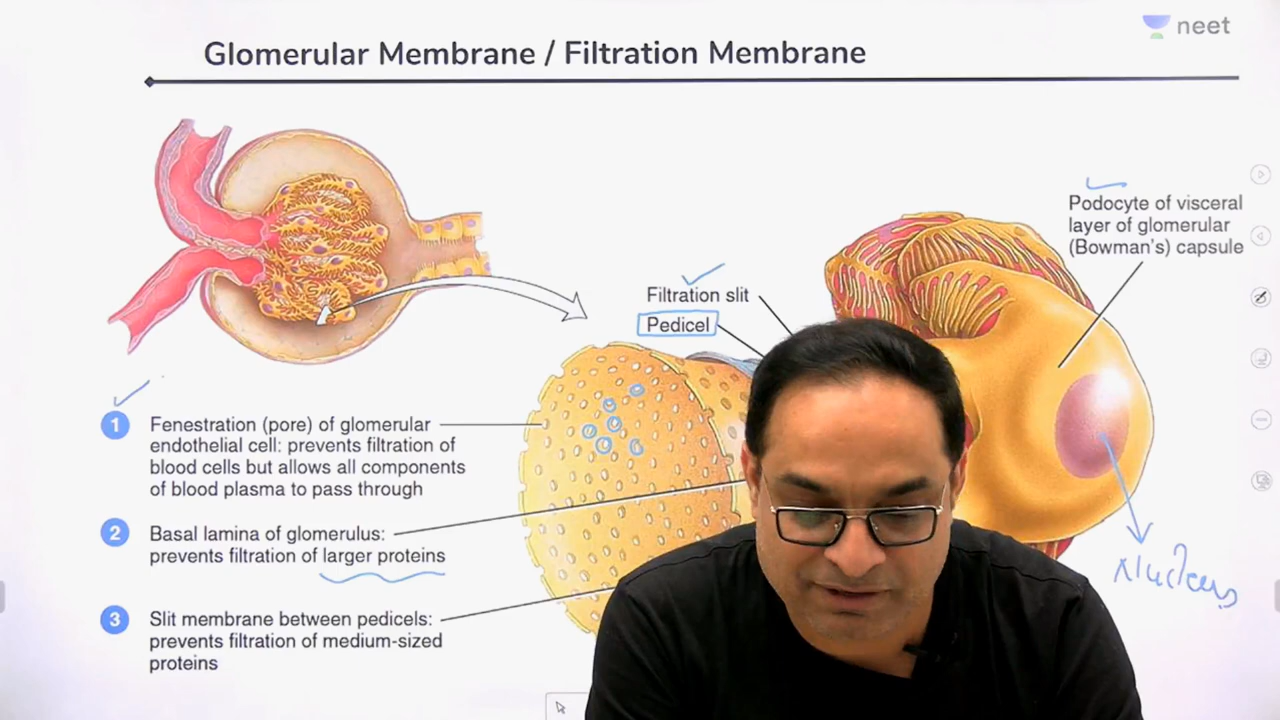 neet
Glomerular Membrane / Filtration Membrane
Podocyte of visceral
layer of glomerular
(Bowman's) capsule
Filtration slit
Pedicel
1 Fenestration (pore) of glomerular
endothelial cell: prevents filtration of
blood cells but allows all components
of blood plasma to pass through
2 Basal lamina of glomerulus:
prevents filtration of larger proteins
Nucleus
3 Slit membrane between pedicels:
prevents filtration of medium-sized
proteins